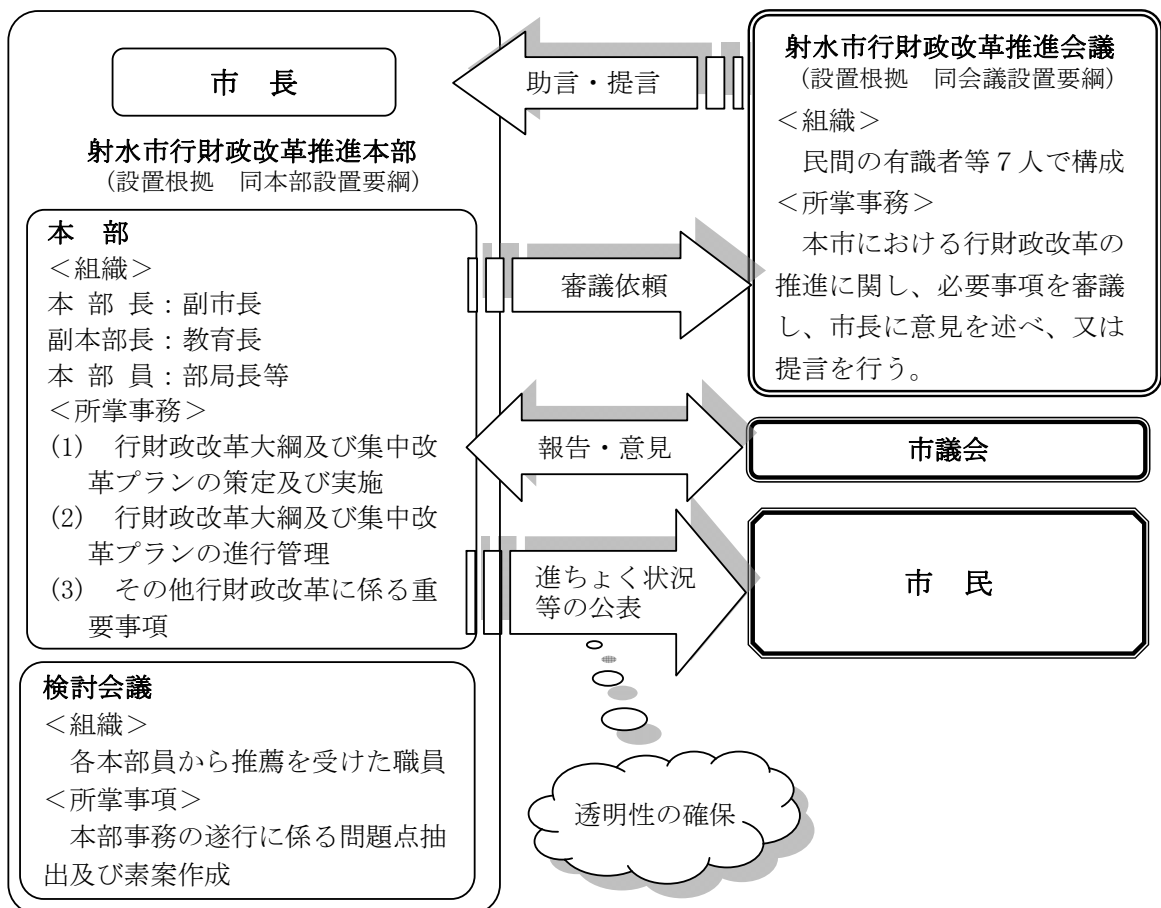 市　長
射水市行財政改革推進本部
（設置根拠　同本部設置要綱）
本　部
＜組織＞
本 部 長：副市長
副本部長：教育長
本 部 員：部局長等
＜所掌事務＞
(1)　行財政改革大綱及び集中改
革プランの策定及び実施
(2)　行財政改革大綱及び集中改
革プランの進行管理
(3)　その他行財政改革に係る重
要事項
検討会議
＜組織＞
各本部員から推薦を受けた職員
＜所掌事項＞
本部事務の遂行に係る問題点抽
出及び素案作成
助言・提言
審議依頼
報告・意見
進ちょく状況
等の公表
透明性の確保
射水市行財政改革推進会議
（設置根拠　同会議設置要綱）
＜組織＞
民間の有識者等７人で構成
＜所掌事務＞
本市における行財政改革の
推進に関し、必要事項を審議
し、市長に意見を述べ、又は
提言を行う。
市議会
市　民